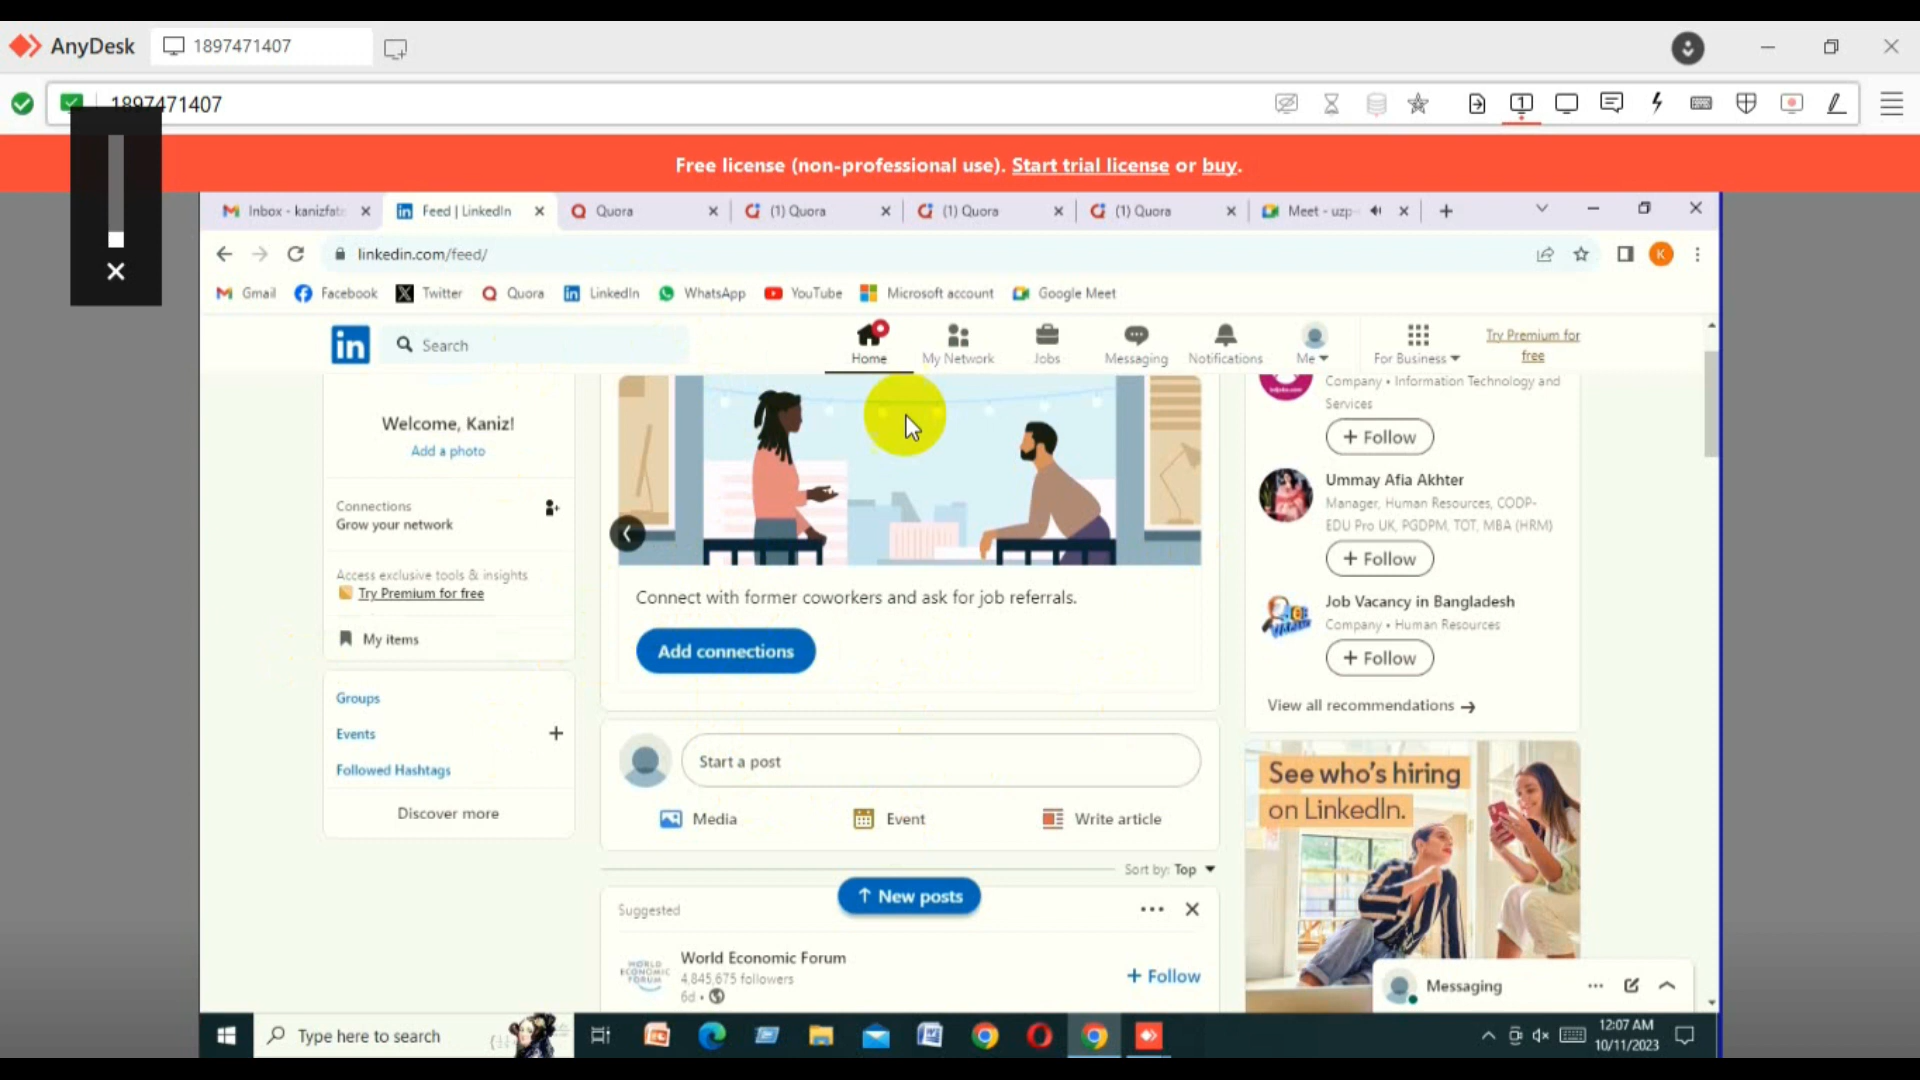 AnyDesk
1897471407
1897471407
Free license (non-professional use). Start trial license or buy.
Inbox - kanizfat
Feed | LinkedIn
Quora
(1) Quora
(1) Quora
(1) Quora
Meet - uzp-
linkedin.com/feed/
K
Gmail
Facebook
Twitter
Quora
LinkedIn
WhatsApp
YouTube
Microsoft account
Google Meet
in
Search
Home
My Network
Jobs
Messaging
Notifications
Me
For Business
Try Premium for
free
Welcome, Kaniz!
Add a photo
Connections
Grow your network
Access exclusive tools & insights
Try Premium for free
My items
Groups
Events
Followed Hashtags
Discover more
Connect with former coworkers and ask for job referrals.
Add connections
Start a post
Media
Event
Write article
Sort by: Top
New posts
Suggested
World Economic Forum
4,845,675 followers
6d •
+ Follow
WORLD
ECONOMIC
FORUM
Company • Information Technology and
Services
+ Follow
Ummay Afia Akhter
Manager, Human Resources, CODP-
EDU Pro UK, PGDPM, TOT, MBA (HRM)
+ Follow
Job Vacancy in Bangladesh
Company • Human Resources
+ Follow
View all recommendations →
See who's hiring
on LinkedIn.
Messaging
Type here to search
12:07 AM
10/11/2023